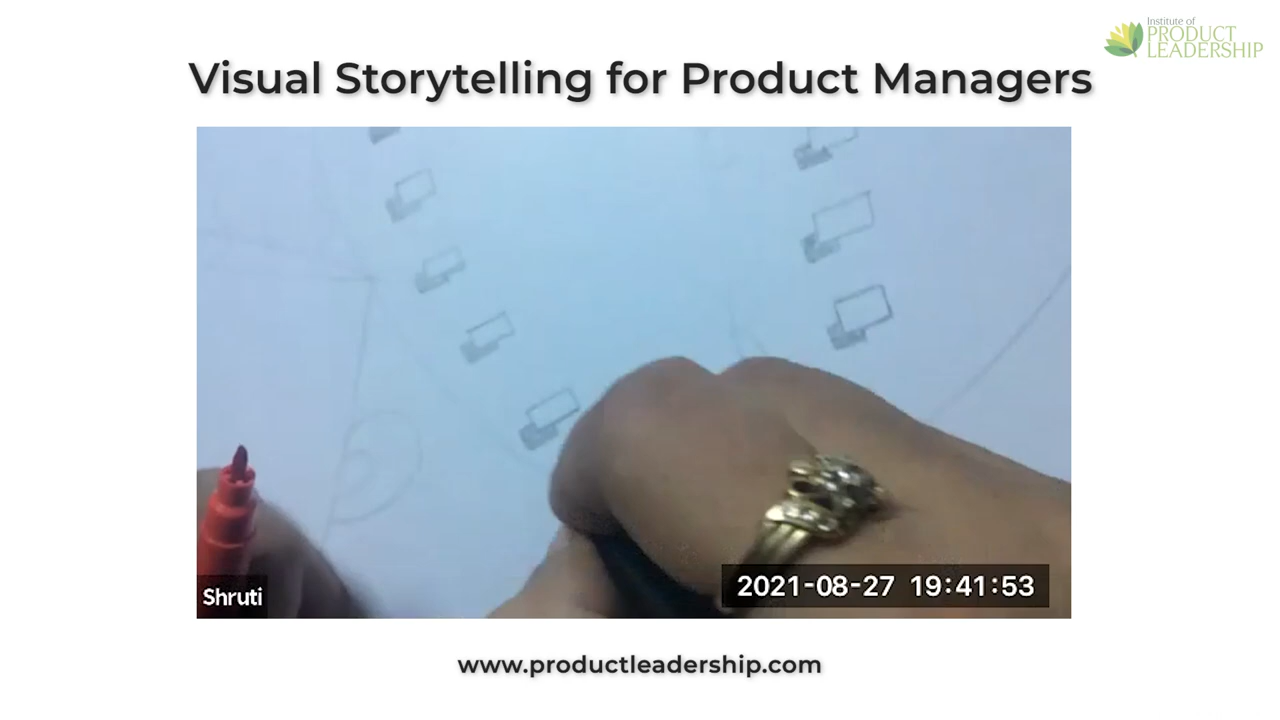 Institute of
PRODUCT
LEADERSHIP
Visual Storytelling for Product Managers
Shruti
2021-08-27 19:41:53
www.productleadership.com